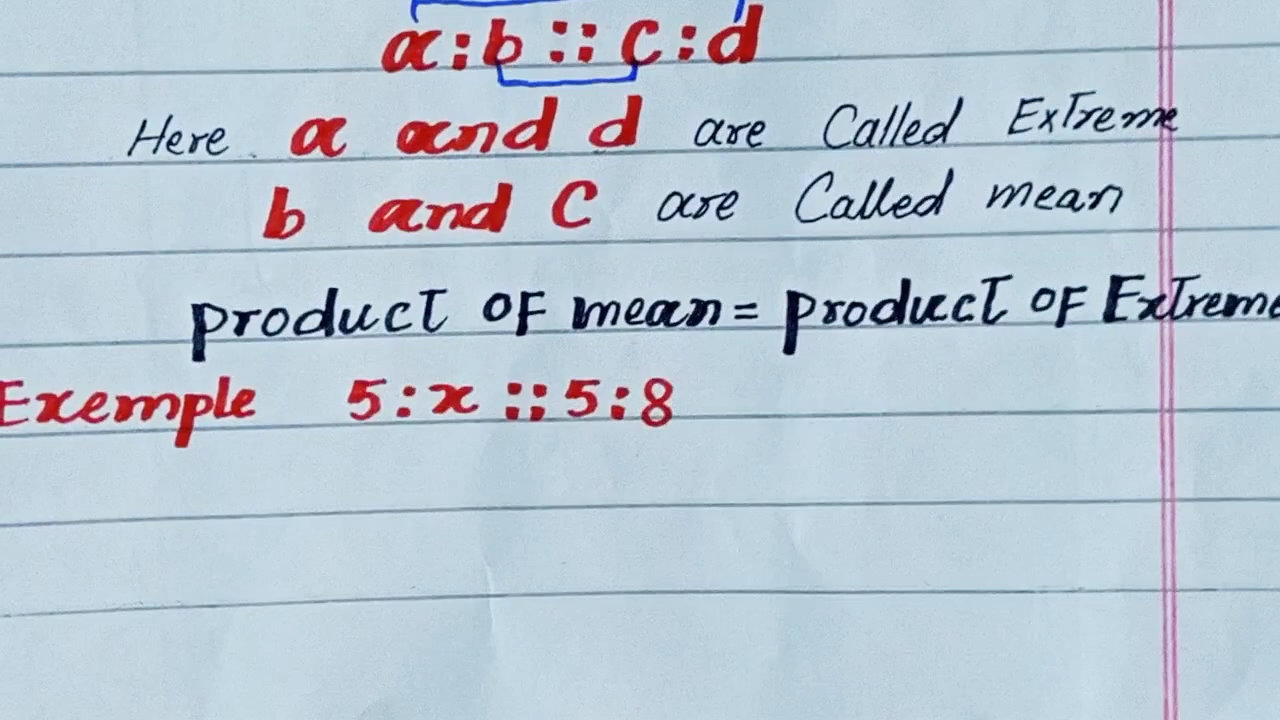 a:b :: c:d
Here a and d are Called Extreme
b and c are Called mean
product of mean = product of Extreme
Exemple 5:x :: 5:8